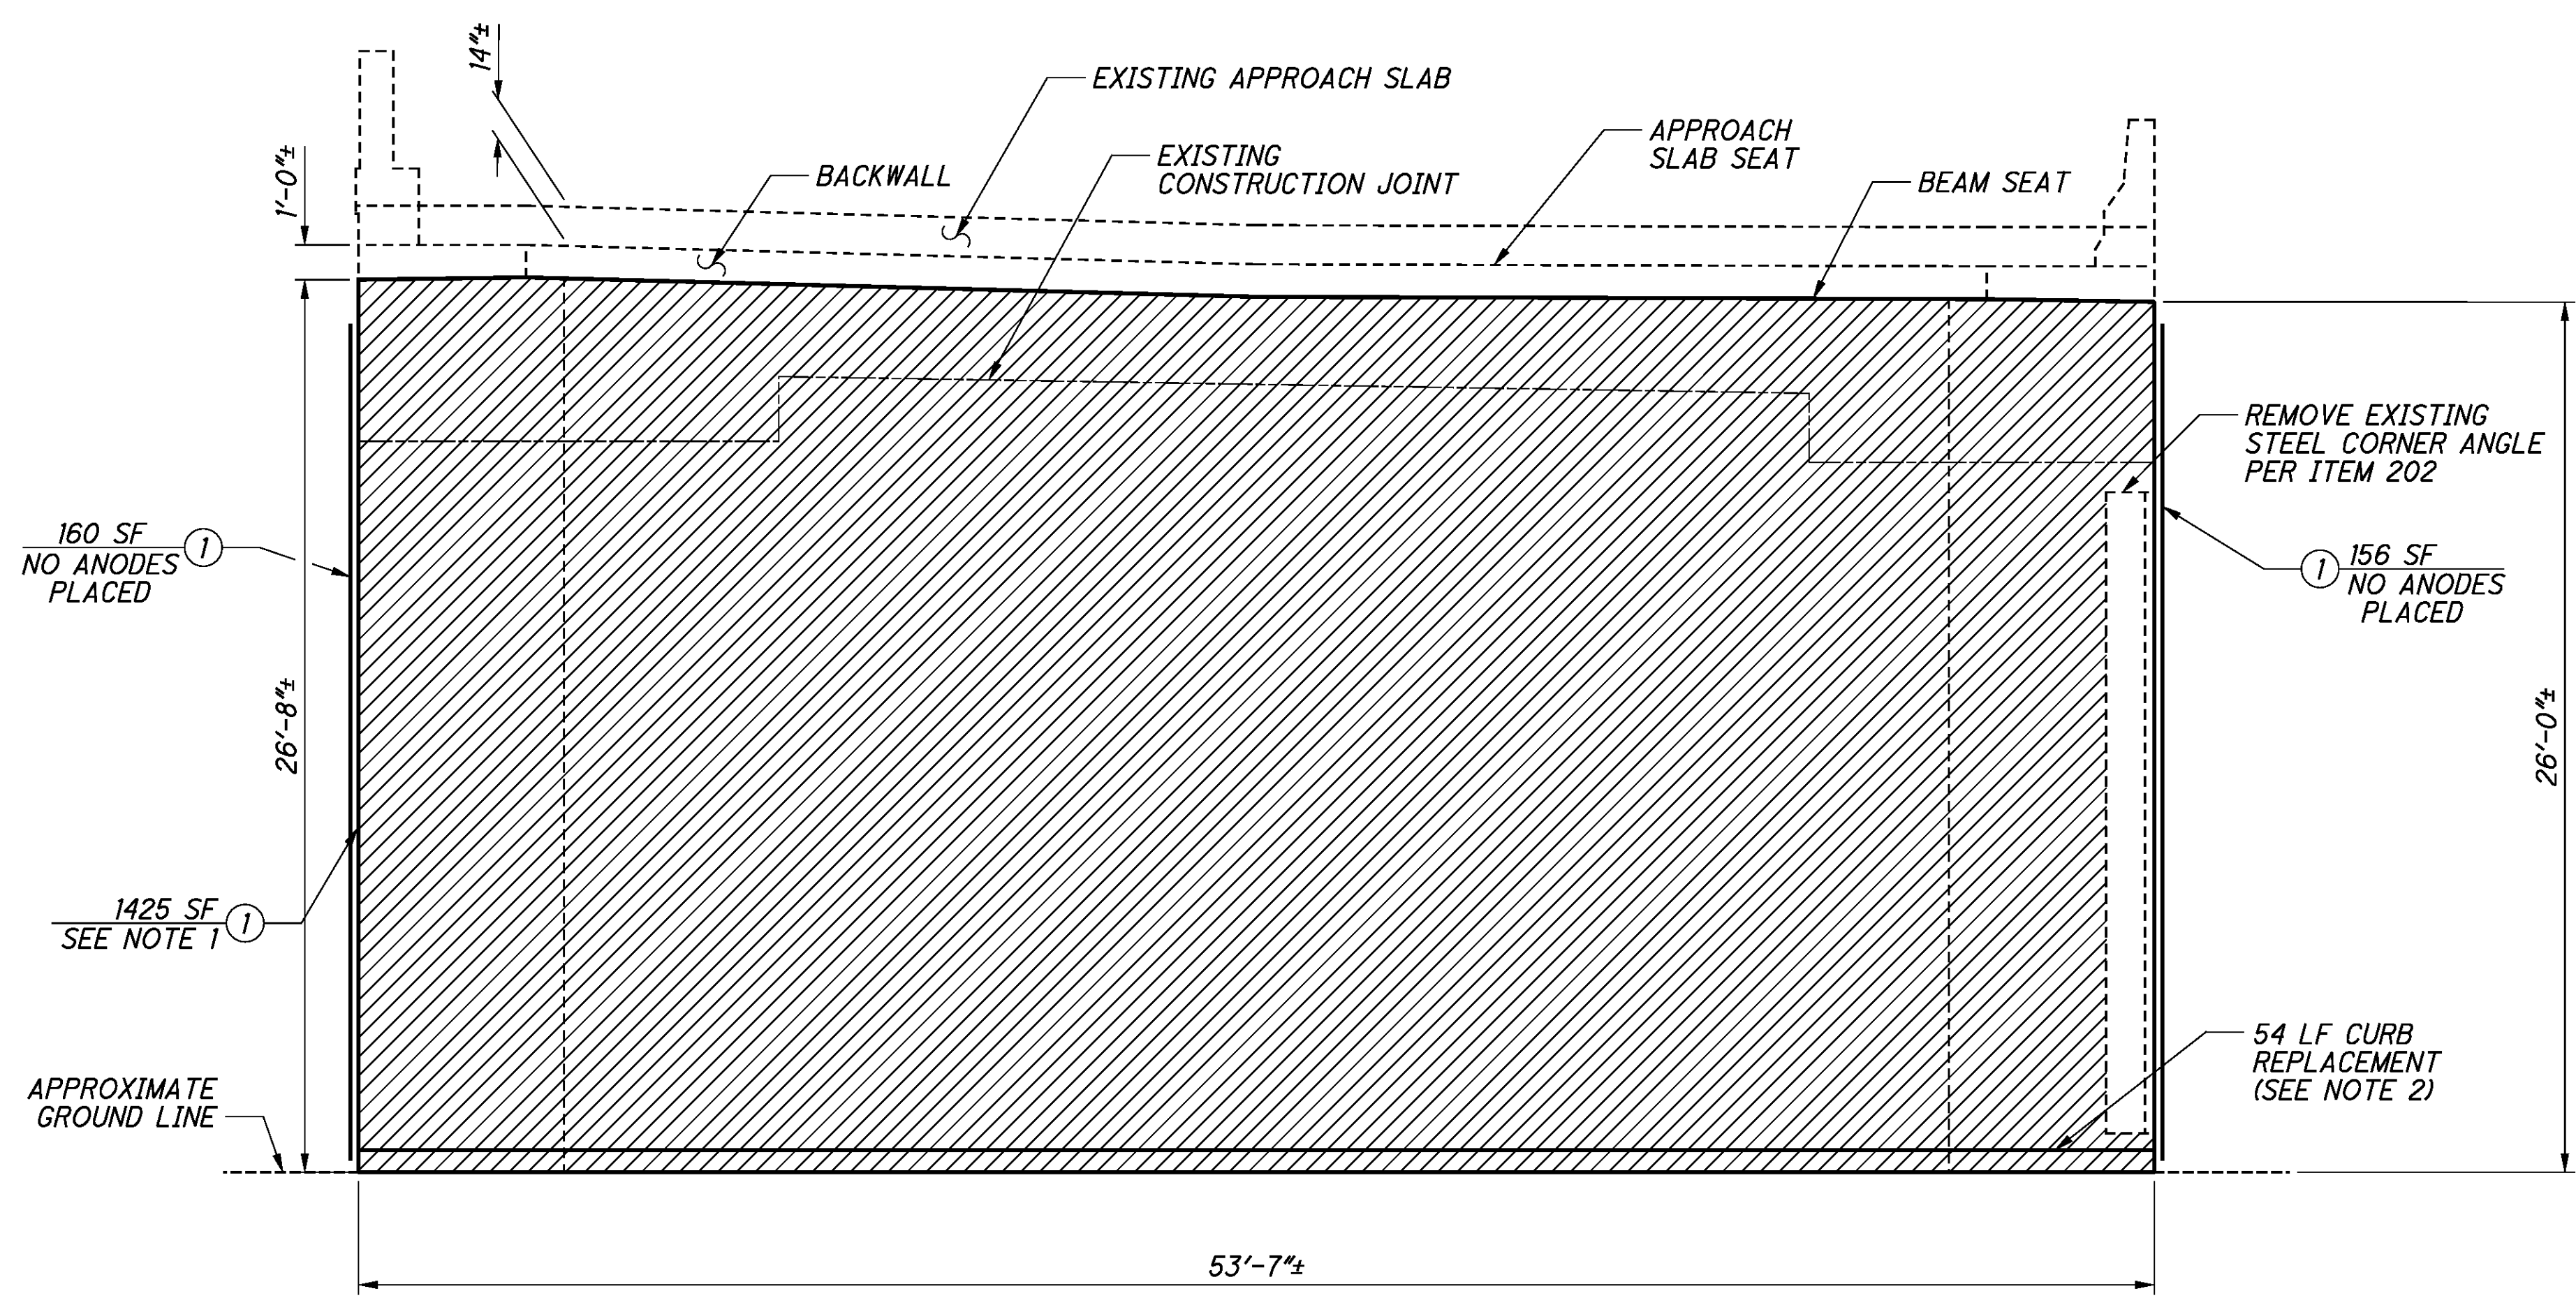 14"±
EXISTING APPROACH SLAB
APPROACH
SLAB SEAT
1'-0"±
BACKWALL
EXISTING
CONSTRUCTION JOINT
BEAM SEAT
REMOVE EXISTING
STEEL CORNER ANGLE
PER ITEM 202
160 SF
NO ANODES
PLACED
1
1
156 SF
NO ANODES
PLACED
26'-8"±
26'-0"±
1425 SF
SEE NOTE 1
1
54 LF CURB
REPLACEMENT
(SEE NOTE 2)
APPROXIMATE
GROUND LINE
53'-7"±